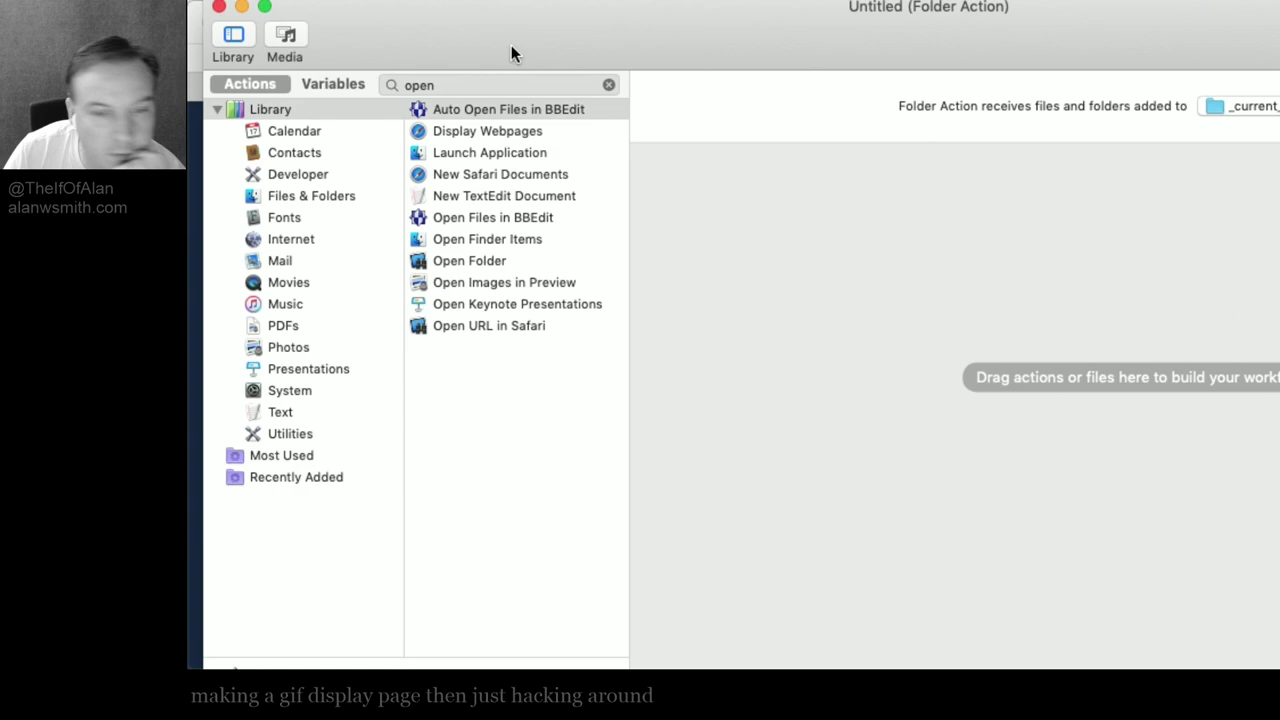 Untitled (Folder Action)
Library Media
@TheIfOfAlan
alanwsmith.com
Actions Variables open
Folder Action receives files and folders added to _current_
Library
Calendar
Contacts
Developer
Files & Folders
Fonts
Internet
Mail
Movies
Music
PDFs
Photos
Presentations
System
Text
Utilities
Most Used
Recently Added
Auto Open Files in BBEdit
Display Webpages
Launch Application
New Safari Documents
New TextEdit Document
Open Files in BBEdit
Open Finder Items
Open Folder
Open Images in Preview
Open Keynote Presentations
Open URL in Safari
Drag actions or files here to build your workf
making a gif display page then just hacking around